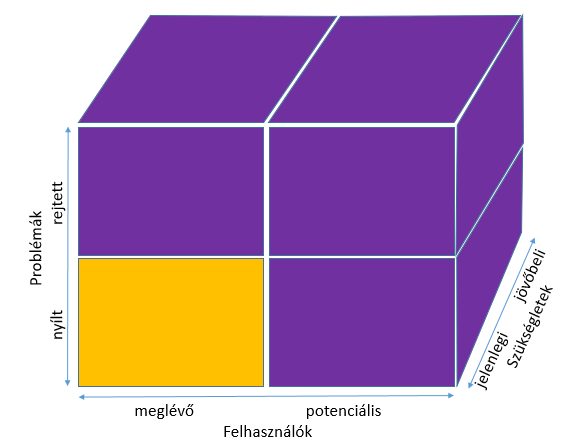 Problémák
rejtett
nyílt
meglévő
potenciális
Felhasználók
jelenlegi
jövőbeli
Szükségletek